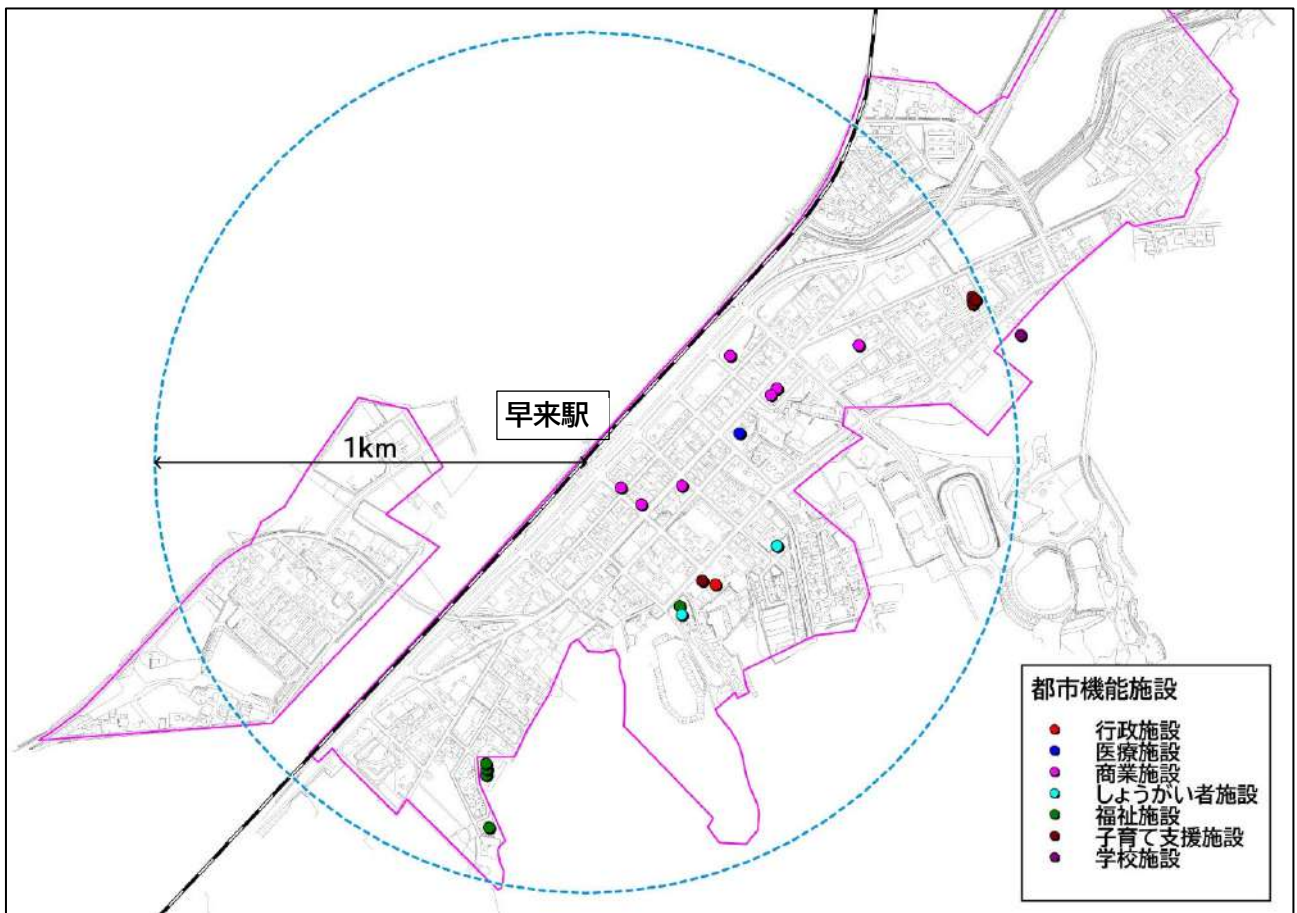 早来駅
1km
都市機能施設
行政施設
医療施設
商業施設
しょうがい者施設
福祉施設
子育て支援施設
学校施設